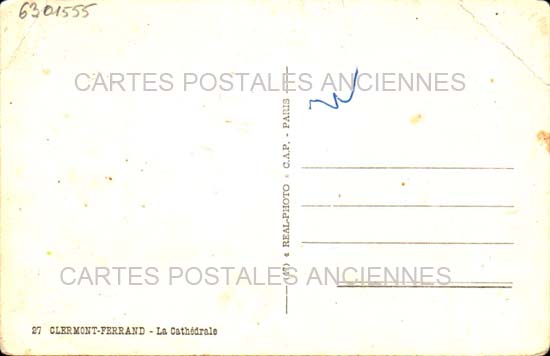 6301555
CARTES POSTALES ANCIENNES
(47) « REAL-PHOTO » C.A.P. - PARIS
CARTES POSTALES ANCIENNES
27 CLERMONT-FERRAND - La Cathédrale